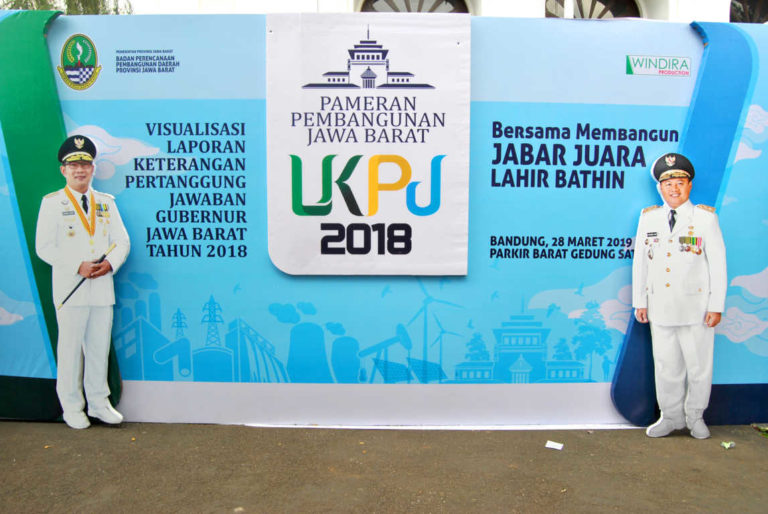 PEMERINTAH PROVINSI JAWA BARAT
BADAN PERENCANAAN
PEMBANGUNAN DAERAH
PROVINSI JAWA BARAT
VISUALISASI
LAPORAN
KETERANGAN
PERTANGGUNG
JAWABAN
GUBERNUR
JAWA BARAT
TAHUN 2018
PAMERAN
PEMBANGUNAN
JAWA BARAT
LKPJ
2018
WINDIRA
PRODUCTION
Bersama Membangun
JABAR JUARA
LAHIR BATHIN
BANDUNG, 28 MARET 2019
PARKIR BARAT GEDUNG SAT